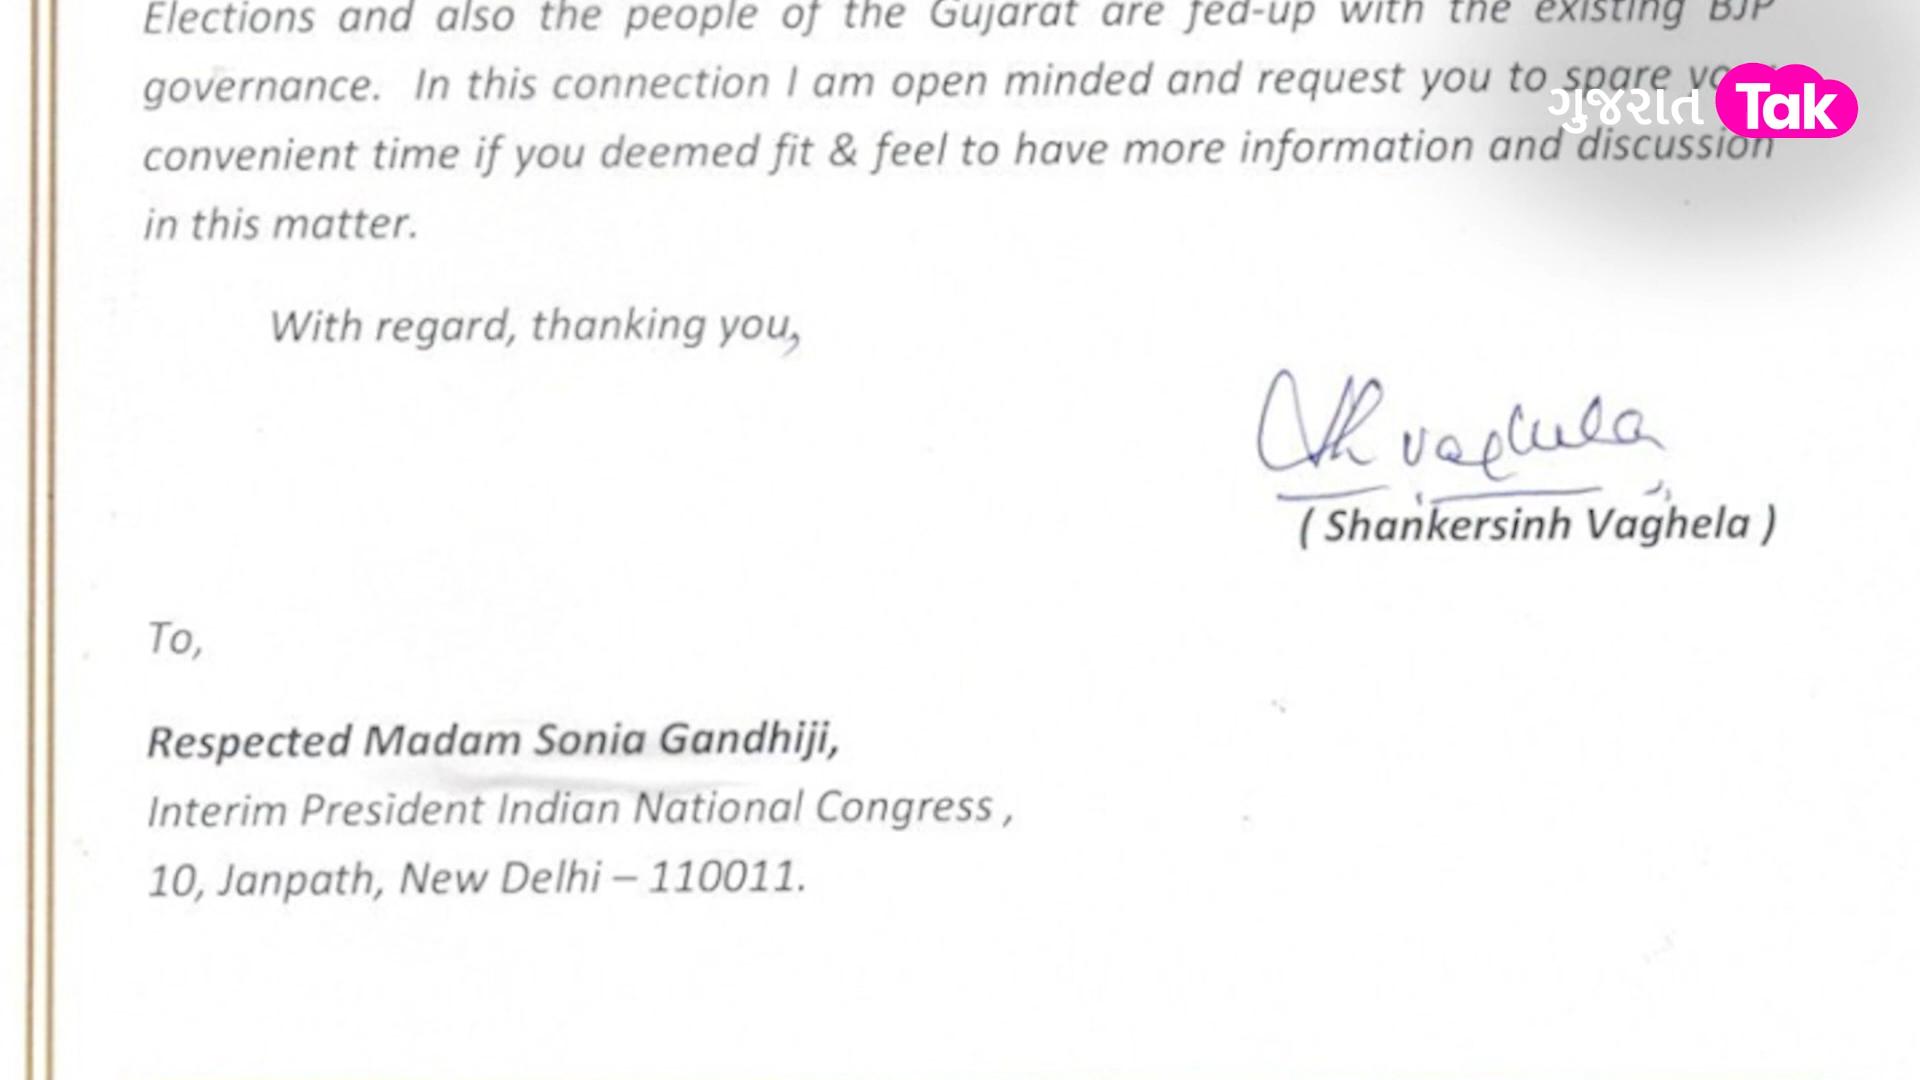 Elections and also the people of the Gujarat are fed-up with the existing BJP
governance. In this connection I am open minded and request you to spare your
ગુજરાત Tak
convenient time if you deemed fit & feel to have more information and discussion
in this matter.
With regard, thanking you,
Vaghela
( Shankersinh Vaghela )
To,
Respected Madam Sonia Gandhiji,
Interim President Indian National Congress ,
10, Janpath, New Delhi – 110011.